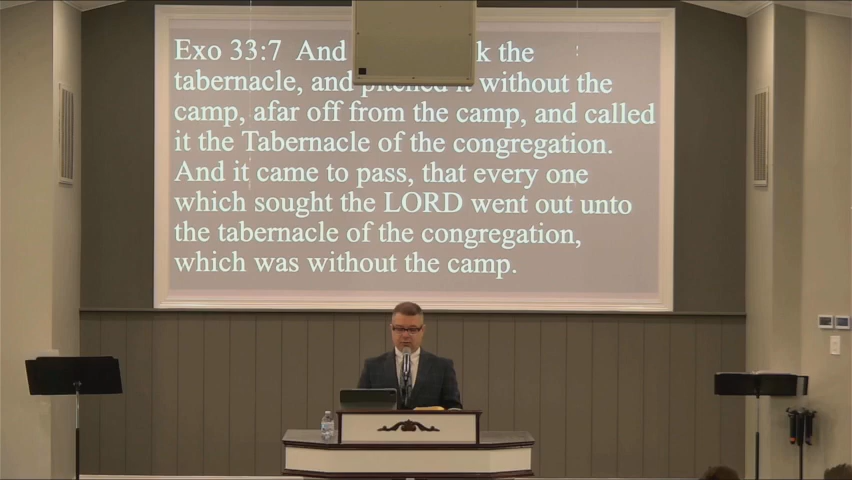 Exo 33:7 And k the
tabernacle, and pitched it without the
camp, afar off from the camp, and called
it the Tabernacle of the congregation.
And it came to pass, that every one
which sought the LORD went out unto
the tabernacle of the congregation,
which was without the camp.